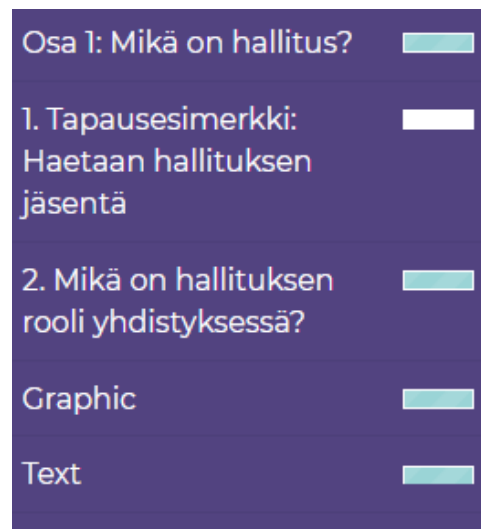 Osa 1: Mikä on hallitus?
1. Tapausesimerkki:
Haetaan hallituksen
jäsentä
2. Mikä on hallituksen
rooli yhdistyksessä?
Graphic
Text